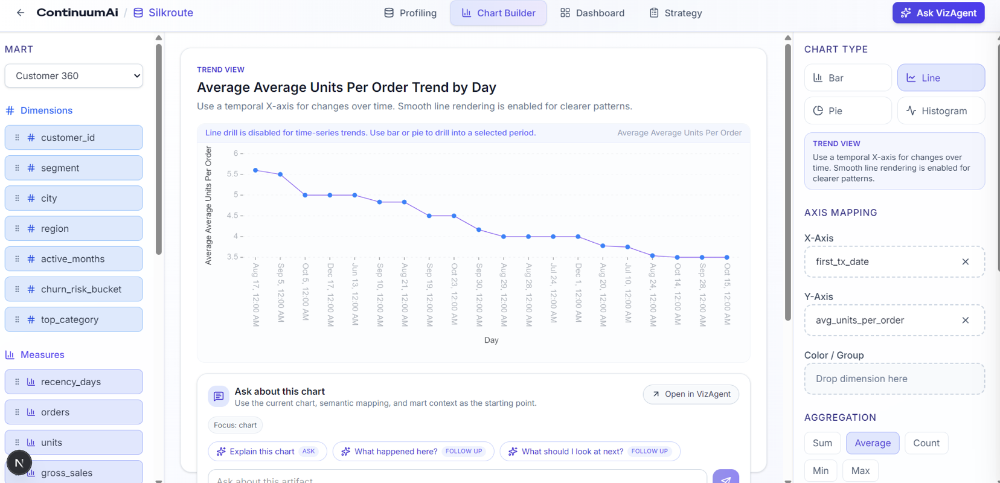 ContinuumAi / Silkroute
Profiling
Chart Builder
Dashboard
Strategy
Ask VizAgent
MART
Customer 360
Dimensions
customer_id
segment
city
region
active_months
churn_risk_bucket
top_category
Measures
recency_days
orders
units
gross_sales
N
TREND VIEW
Average Average Units Per Order Trend by Day
Use a temporal X-axis for changes over time. Smooth line rendering is enabled for clearer patterns.
Line drill is disabled for time-series trends. Use bar or pie to drill into a selected period.
Average Average Units Per Order
Average Average Units Per Order
6
5.5
5
4.5
4
3.5
Aug 17, 12:00 AM
Sep 5, 12:00 AM
Oct 5, 12:00 AM
Dec 17, 12:00 AM
Jun 13, 12:00 AM
Sep 10, 12:00 AM
Aug 21, 12:00 AM
Sep 19, 12:00 AM
Oct 23, 12:00 AM
Sep 30, 12:00 AM
Aug 29, 12:00 AM
Aug 28, 12:00 AM
Jul 24, 12:00 AM
Dec 1, 12:00 AM
Aug 20, 12:00 AM
Jul 10, 12:00 AM
Aug 24, 12:00 AM
Oct 14, 12:00 AM
Sep 28, 12:00 AM
Oct 15, 12:00 AM
Day
Ask about this chart
Use the current chart, semantic mapping, and mart context as the starting point.
Open in VizAgent
Focus: chart
Explain this chart ASK
What happened here? FOLLOW UP
What should I look at next? FOLLOW UP
Ask about this artifact
CHART TYPE
Bar
Line
Pie
Histogram
TREND VIEW
Use a temporal X-axis for changes over
time. Smooth line rendering is enabled for
clearer patterns.
AXIS MAPPING
X-Axis
first_tx_date
Y-Axis
avg_units_per_order
Color / Group
Drop dimension here
AGGREGATION
Sum
Average
Count
Min
Max